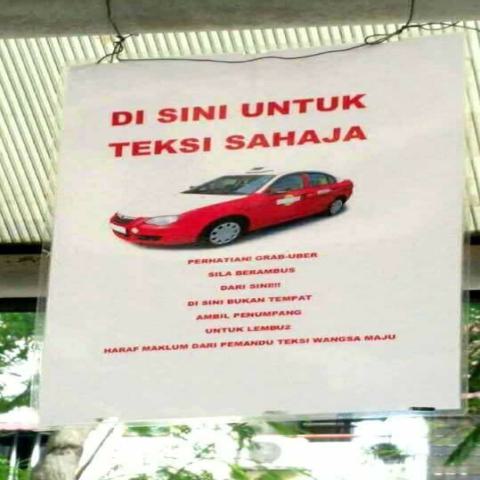 DI SINI UNTUK
TEKSI SAHAJA
PERHATIAN! GRAB-UBER
SILA BERAMBUS
DARI SINI!!!
DI SINI BUKAN TEMPAT
AMBIL PENUMPANG
UNTUK LEMBU2
HARAF MAKLUM DARI PEMANDU TEKSI WANGSA MAJU